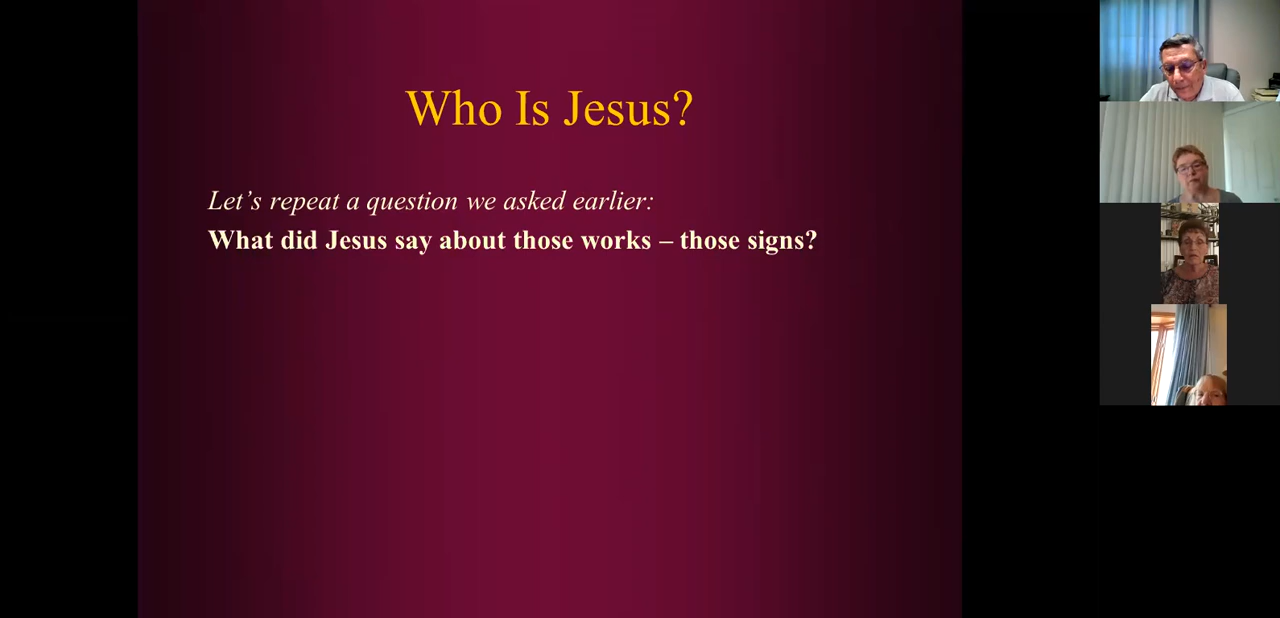 Who Is Jesus?
Let’s repeat a question we asked earlier:
What did Jesus say about those works – those signs?